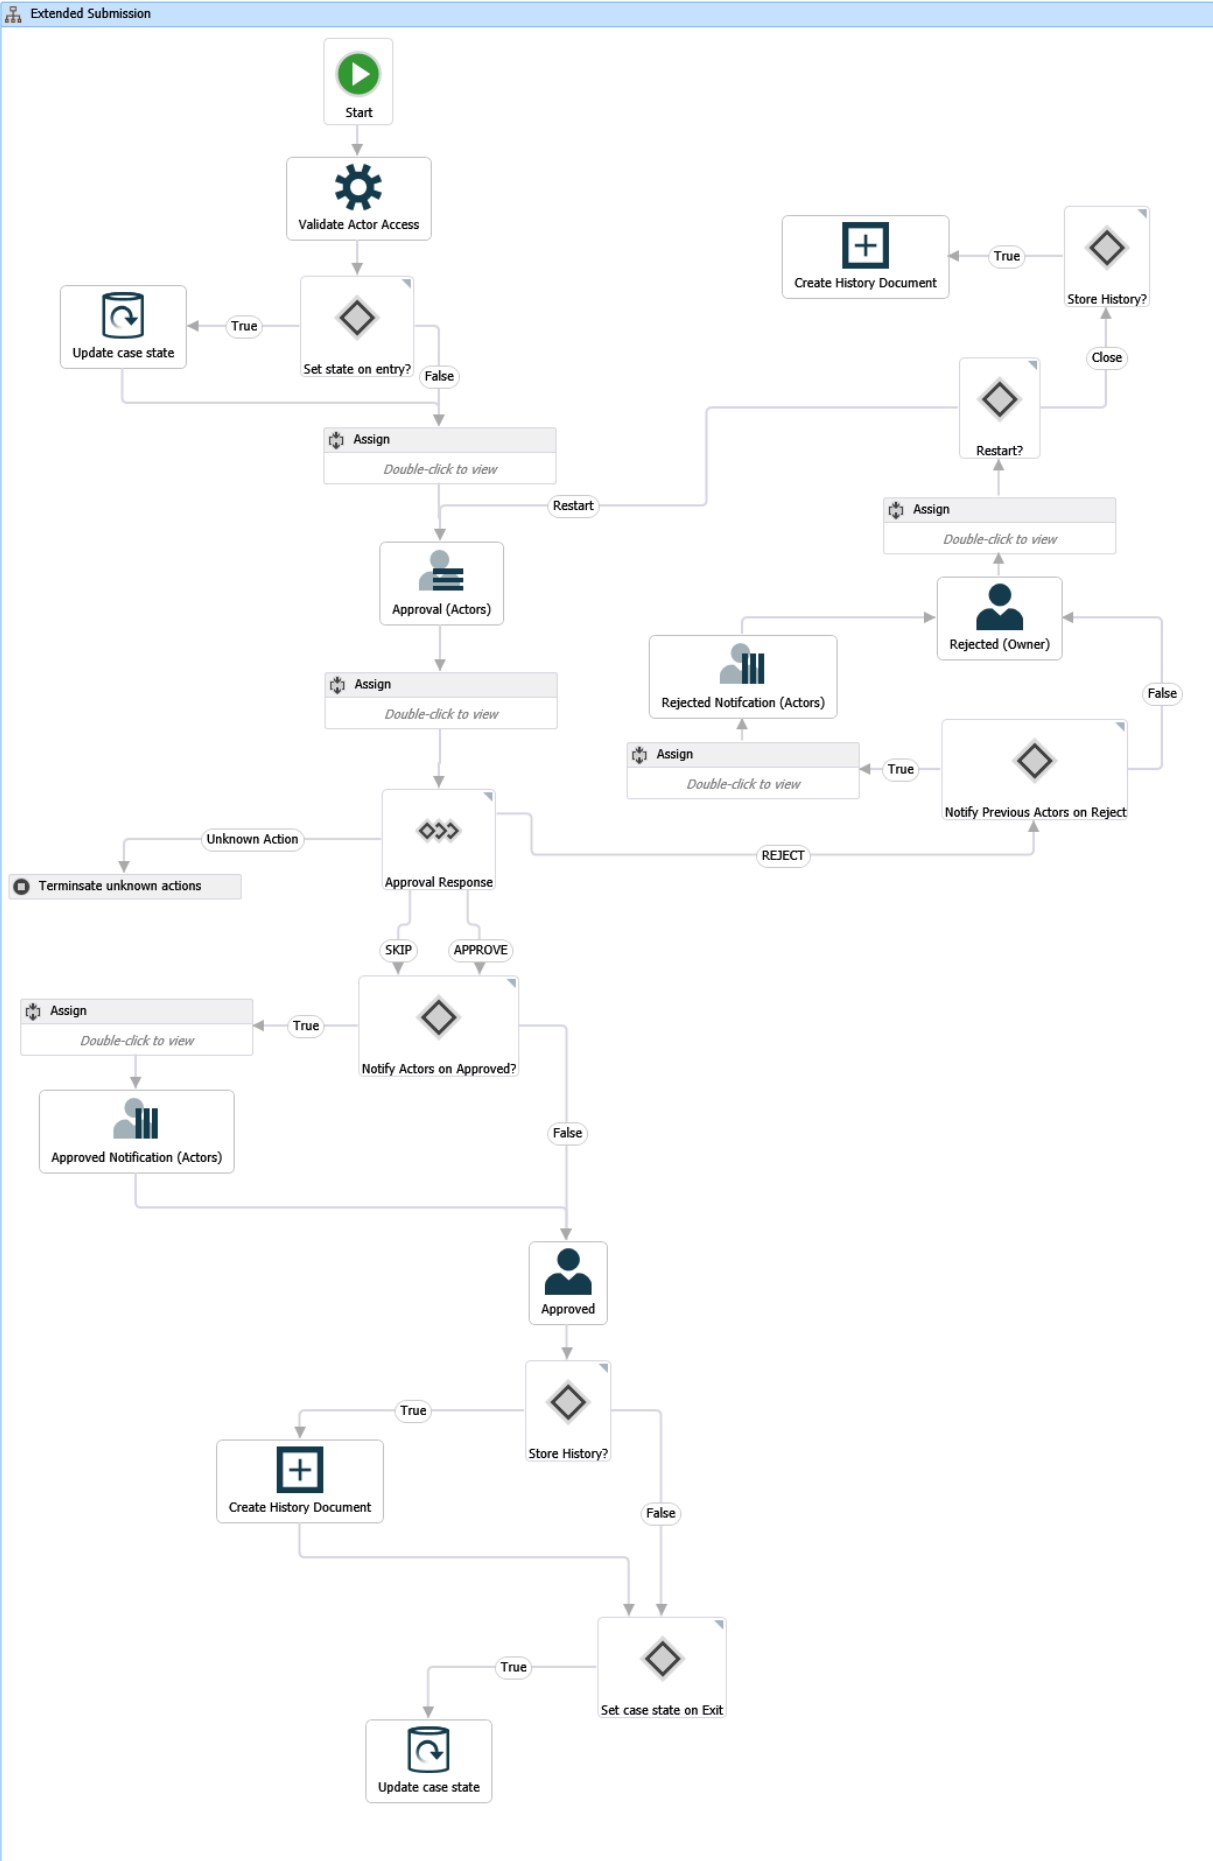 Extended Submission
Start
Validate Actor Access
Set state on entry?
True
Update case state
False
Assign
Double-click to view
Restart
Approval (Actors)
Assign
Double-click to view
Approval Response
Unknown Action
Terminsate unknown actions
REJECT
SKIP
APPROVE
Create History Document
True
Store History?
Close
Restart?
Assign
Double-click to view
Rejected (Owner)
Rejected Notifcation (Actors)
False
Assign
Double-click to view
True
Notify Previous Actors on Reject
Notify Actors on Approved?
True
Assign
Double-click to view
Approved Notification (Actors)
False
Approved
Store History?
True
Create History Document
False
Set case state on Exit
True
Update case state